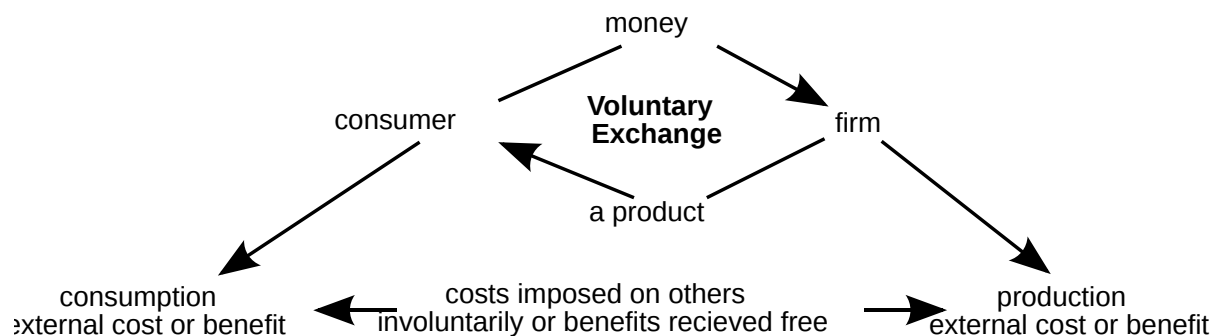 money
Voluntary
Exchange
consumer
firm
a product
consumption
external cost or benefit
costs imposed on others
involuntarily or benefits recieved free
production
external cost or benefit